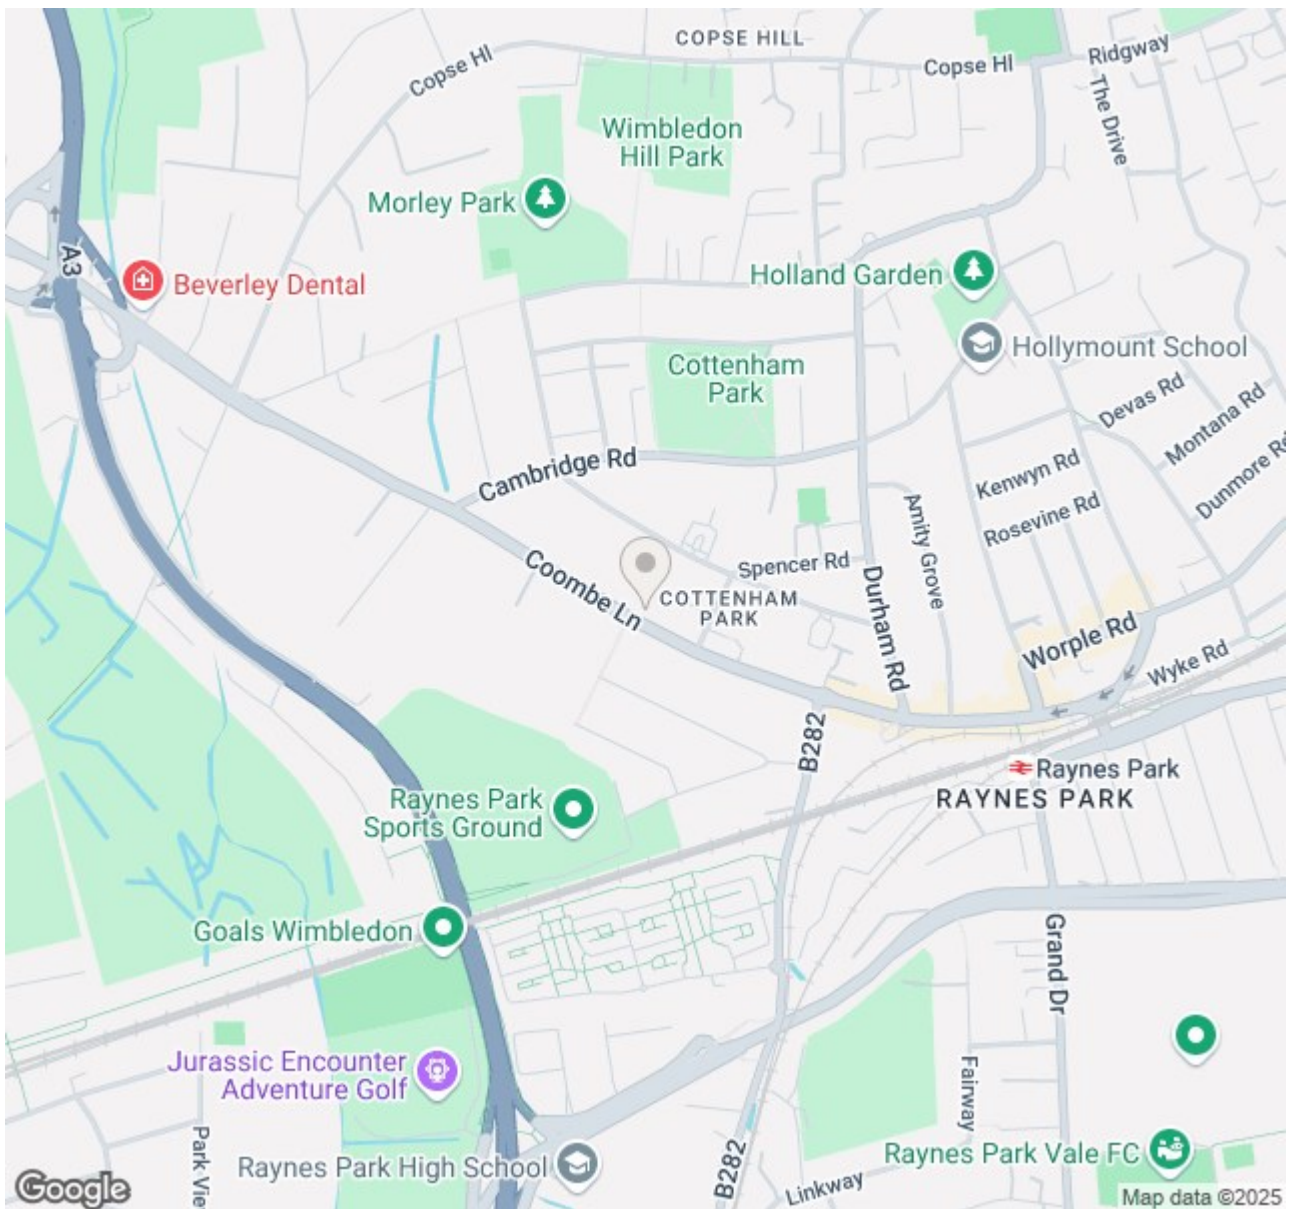 COPSE HILL
Copse Hl
Copse Hl
Ridgway
The Drive
Wimbledon
Hill Park
Morley Park
A3
Beverley Dental
Holland Garden
Hollymount School
Cottenham
Park
Devas Rd
Montana Rd
Dunmore Rd
Cambridge Rd
Kenwyn Rd
Rosevine Rd
Amity Grove
Coombe Ln
Spencer Rd
COTTENHAM
PARK
Durham Rd
Worple Rd
Wyke Rd
B282
Raynes Park
RAYNES PARK
Raynes Park
Sports Ground
Goals Wimbledon
Grand Dr
Jurassic Encounter
Adventure Golf
Fairway
Park Vie
Raynes Park High School
B282
Linkway
Raynes Park Vale FC
Google
Map data ©2025